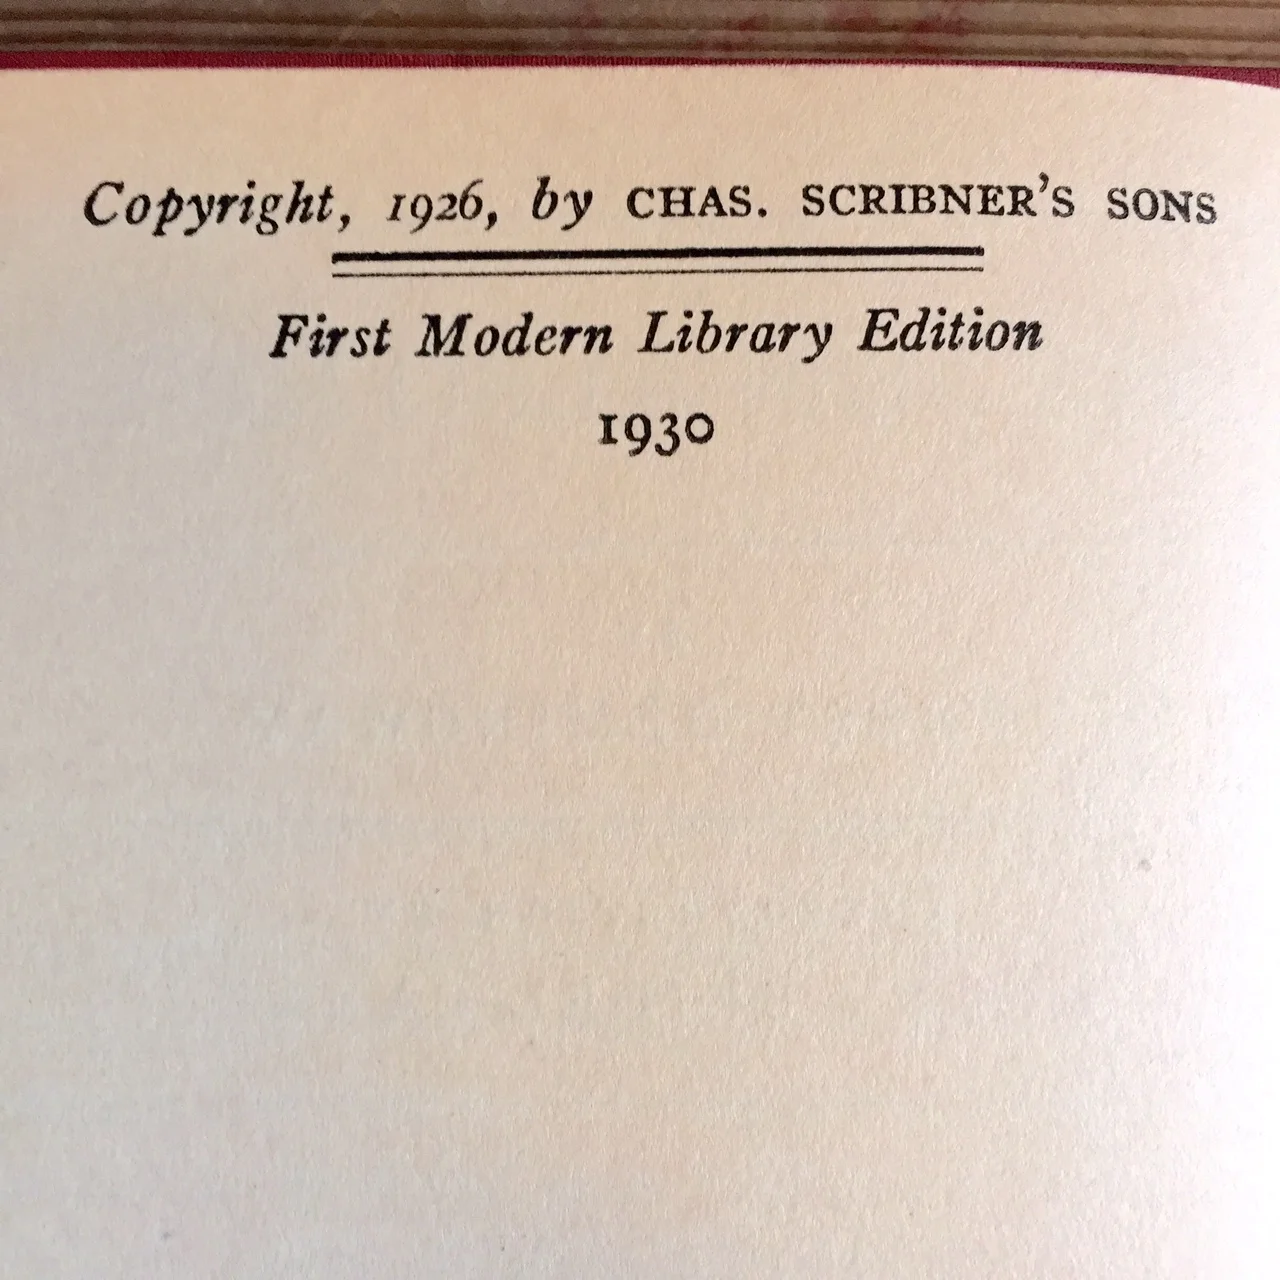 Copyright, 1926, by CHAS. SCRIBNER'S SONS
First Modern Library Edition
1930